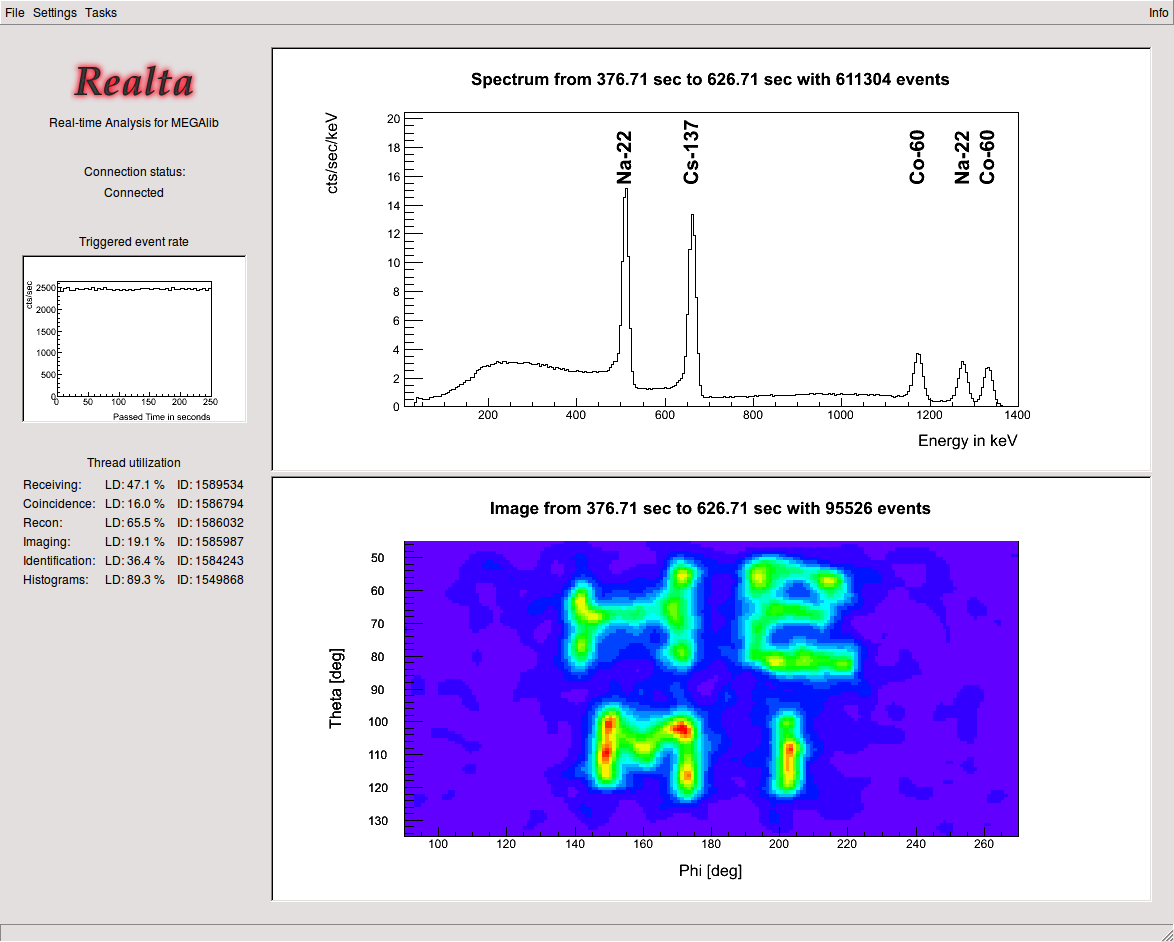 File Settings Tasks Info
Realta
Real-time Analysis for MEGAlib
Connection status:
Connected
Triggered event rate
cts/sec
2500
2000
1500
1000
500
0
0 50 100 150 200 250
Passed Time in seconds
Thread utilization
Receiving: LD: 47.1 % ID: 1589534
Coincidence: LD: 16.0 % ID: 1586794
Recon: LD: 65.5 % ID: 1586032
Imaging: LD: 19.1 % ID: 1585987
Identification: LD: 36.4 % ID: 1584243
Histograms: LD: 89.3 % ID: 1549868
Spectrum from 376.71 sec to 626.71 sec with 611304 events
cts/sec/keV
20
18
16
14
12
10
8
6
4
2
0
Na-22 Cs-137 Co-60 Na-22 Co-60
200 400 600 800 1000 1200 1400
Energy in keV
Image from 376.71 sec to 626.71 sec with 95526 events
Theta [deg]
50
60
70
80
90
100
110
120
130
HE
MI
100 120 140 160 180 200 220 240 260
Phi [deg]